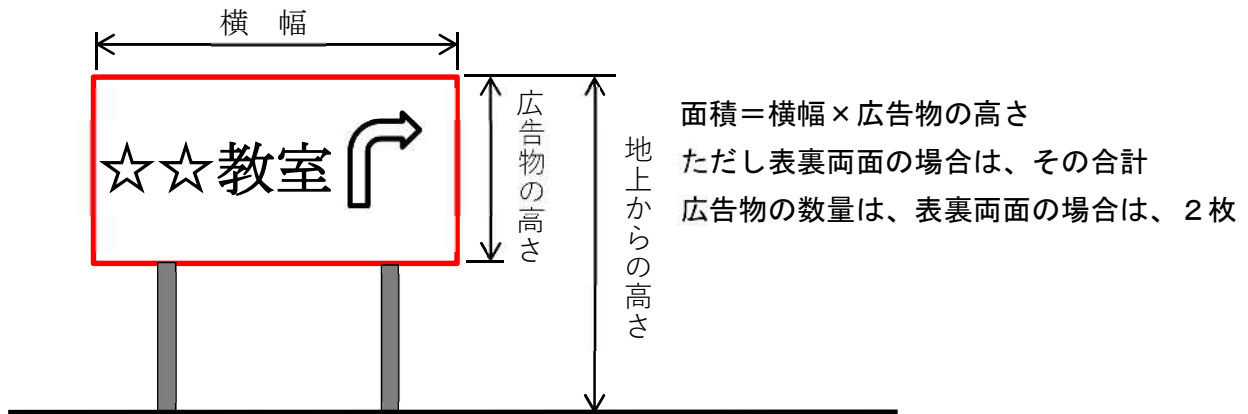 横　幅
☆☆教室
広告物の高さ
地上からの高さ
面積＝横幅×広告物の高さ
ただし表裏両面の場合は、その合計
広告物の数量は、表裏両面の場合は、２枚